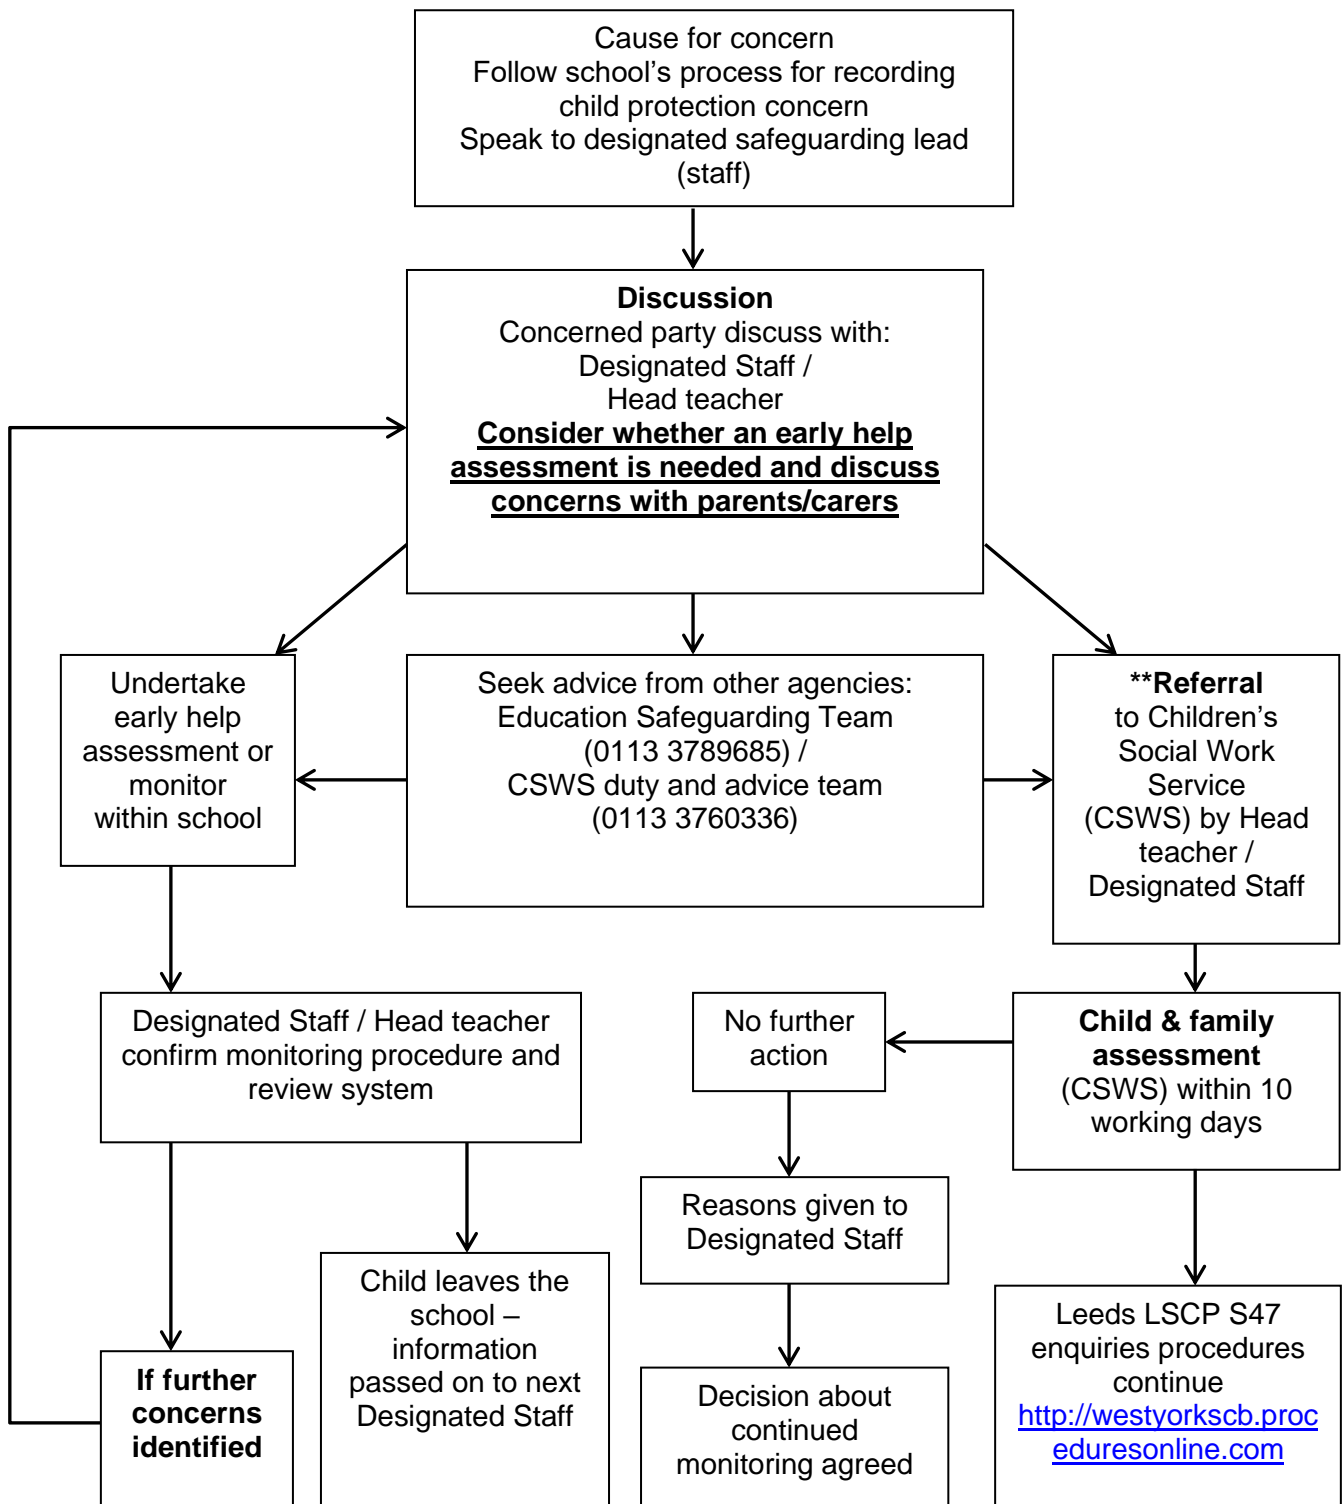 Cause for concern
Follow school's process for recording
child protection concern
Speak to designated safeguarding lead
(staff)
Discussion
Concerned party discuss with:
Designated Staff /
Head teacher
Consider whether an early help
assessment is needed and discuss
concerns with parents/carers
Undertake
early help
assessment or
monitor
within school
Seek advice from other agencies:
Education Safeguarding Team
(0113 3789685) /
CSWS duty and advice team
(0113 3760336)
**Referral
to Children's
Social Work
Service
(CSWS) by Head
teacher /
Designated Staff
Designated Staff / Head teacher
confirm monitoring procedure and
review system
No further
action
Child & family
assessment
(CSWS) within 10
working days
Reasons given to
Designated Staff
If further
concerns
identified
Child leaves the
school –
information
passed on to next
Designated Staff
Decision about
continued
monitoring agreed
Leeds LSCP S47
enquiries procedures
continue
http://westyorkscb.proc
eduresonline.com